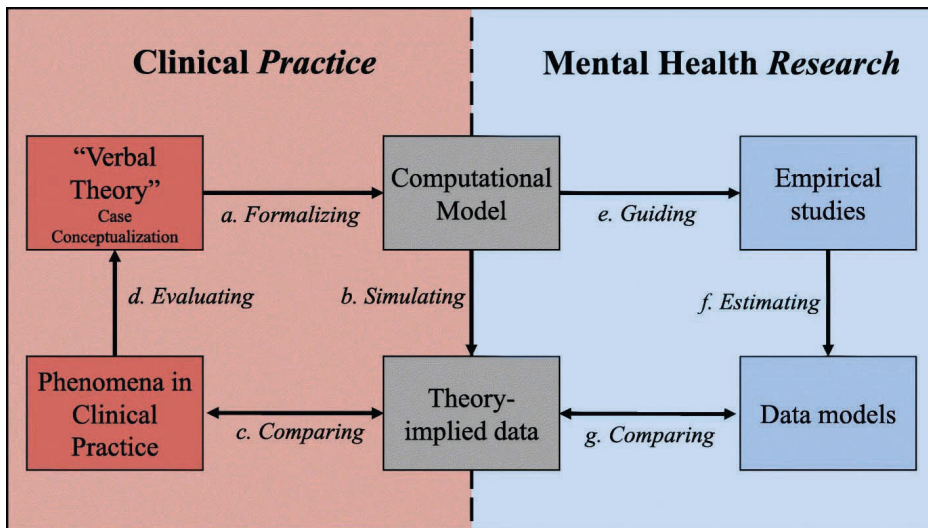 Clinical Practice
Mental Health Research
“Verbal
Theory”
Case
Conceptualization
a. Formalizing
Computational
Model
e. Guiding
Empirical
studies
d. Evaluating
b. Simulating
f. Estimating
Phenomena in
Clinical
Practice
c. Comparing
Theory-
implied data
g. Comparing
Data models